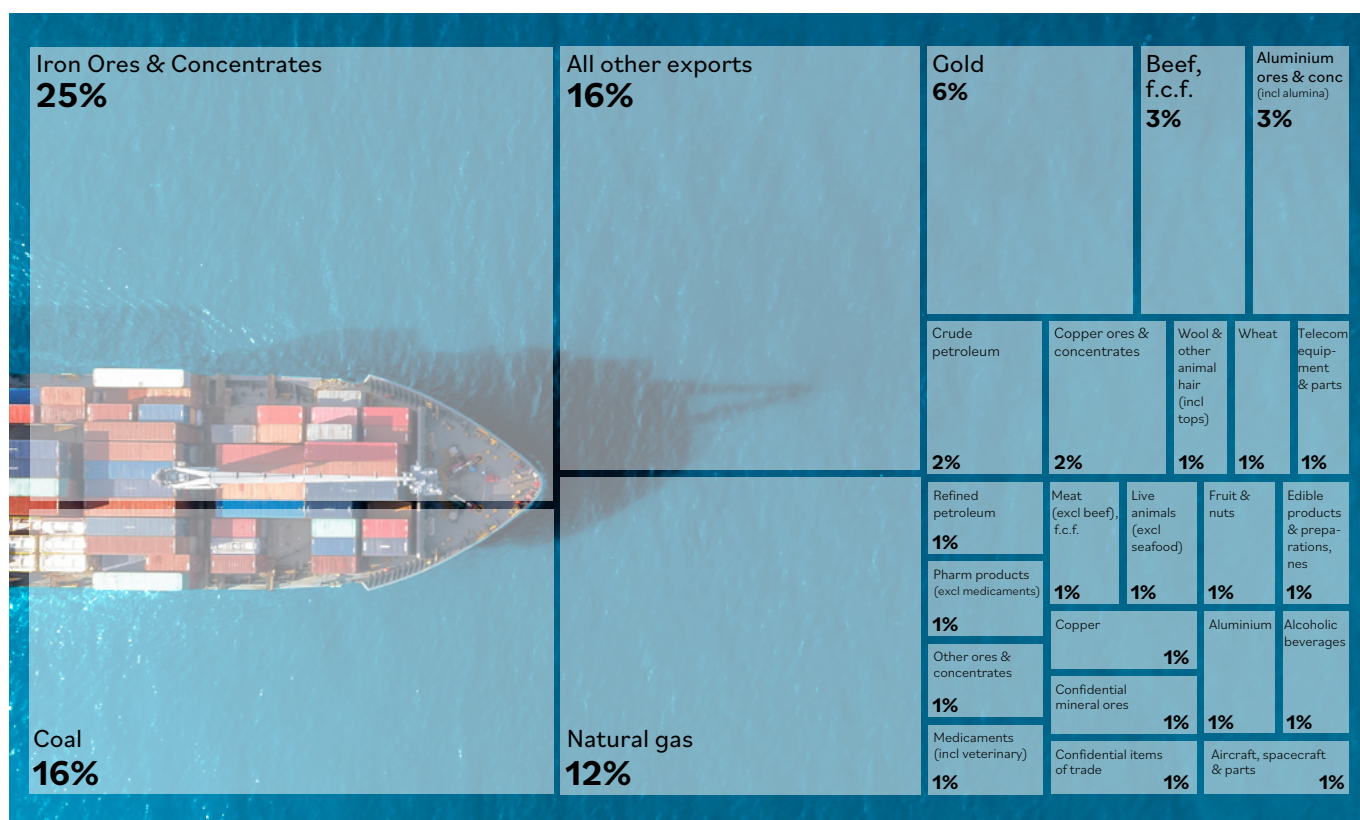 Iron Ores & Concentrates
25%
All other exports
16%
Gold
6%
Beef,
f.c.f.
3%
Aluminium
ores & conc
(incl alumina)
3%
Crude
petroleum
2%
Copper ores &
concentrates
2%
Wool &
other
animal
hair
(incl
tops)
1%
Wheat
1%
Telecom
equip-
ment
& parts
1%
Refined
petroleum
1%
Meat
(excl beef),
f.c.f.
1%
Live
animals
(excl
seafood)
1%
Fruit &
nuts
1%
Edible
products
& prepa-
rations,
nes
1%
Pharm products
(excl medicaments)
1%
Copper
1%
Aluminium
1%
Alcoholic
beverages
1%
Other ores &
concentrates
1%
Confidential
mineral ores
1%
Coal
16%
Natural gas
12%
Medicaments
(incl veterinary)
1%
Confidential items
of trade
1%
Aircraft, spacecraft
& parts
1%